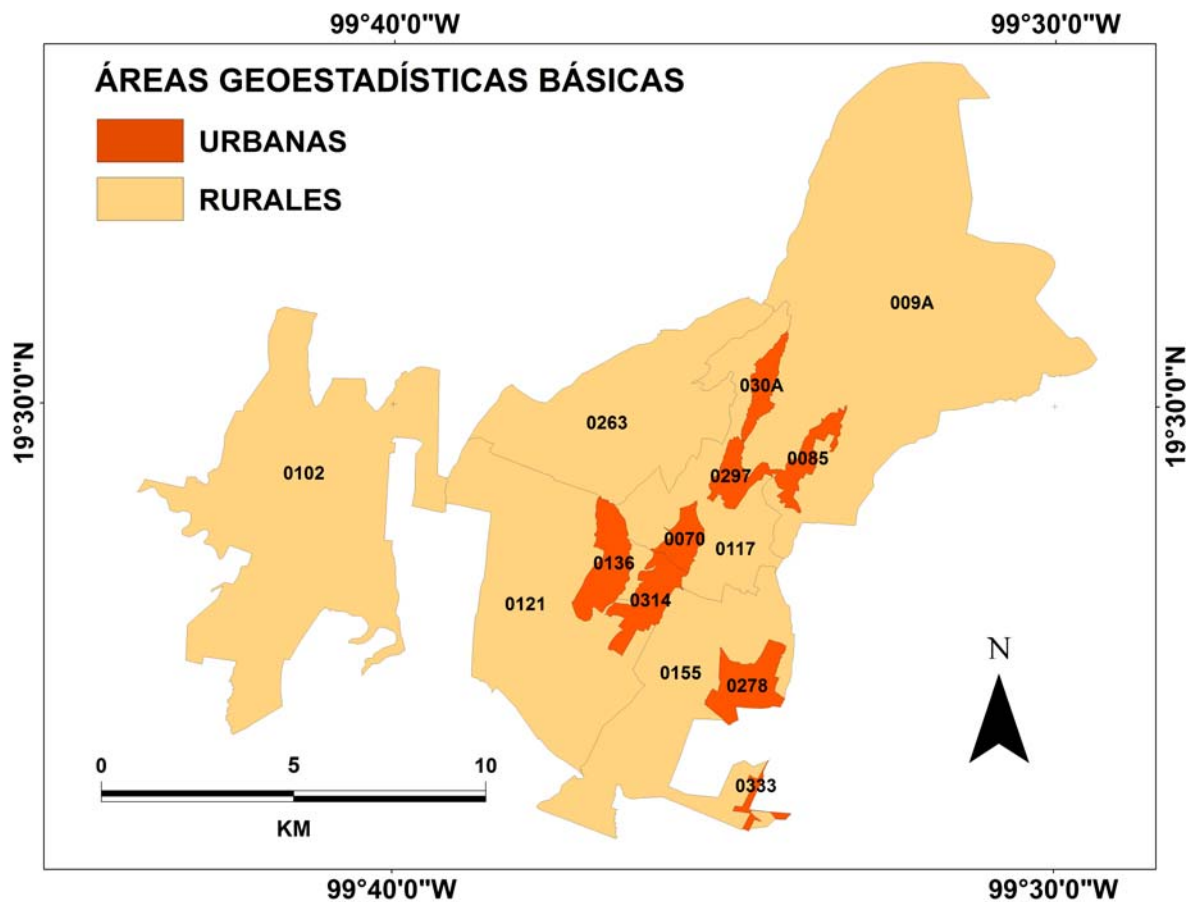 99°40'0"W 99°30'0"W
ÁREAS GEOESTADÍSTICAS BÁSICAS
URBANAS
RURALES
009A
19°30'0"N
19°30'0"N
030A
0263
0085
0102
0297
0070
0117
0136
0121
0314
0155
0278
N
0 5 10
KM
0333
99°40'0"W 99°30'0"W